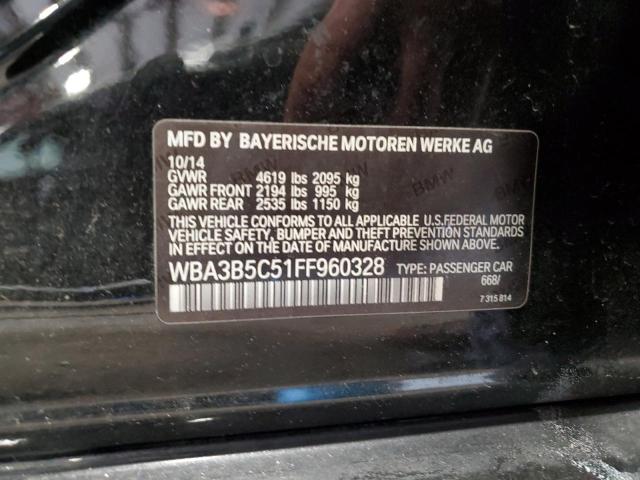 MFD BY BAYERISCHE MOTOREN WERKE AG
10/14
GVWR 4619 lbs 2095 kg
GAWR FRONT 2194 lbs 995 kg
GAWR REAR 2535 lbs 1150 kg
THIS VEHICLE CONFORMS TO ALL APPLICABLE U.S.FEDERAL MOTOR
VEHICLE SAFETY, BUMPER AND THEFT PREVENTION STANDARDS
IN EFFECT ON THE DATE OF MANUFACTURE SHOWN ABOVE.
WBA3B5C51FF960328 TYPE: PASSENGER CAR
668/
7 315 814
BMW